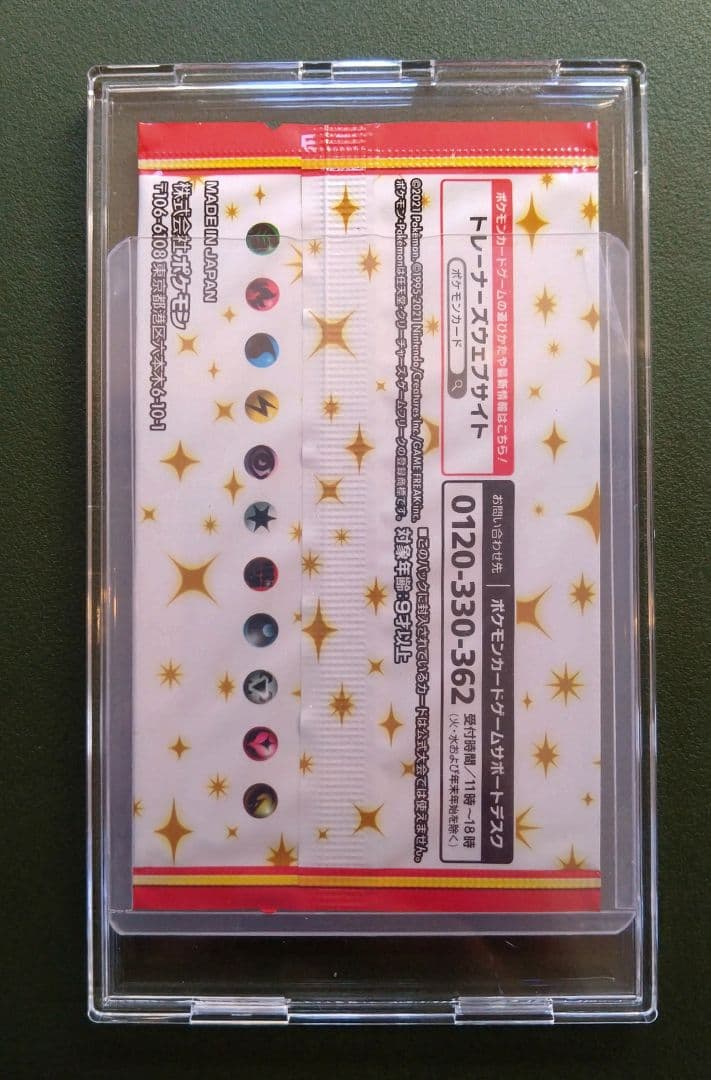 ポケモンカードゲームの遊びかたや最新情報はこちら！
トレーナーズウェブサイト
ポケモンカード
お問い合わせ先
ポケモンカードゲームサポートデスク
0120-330-362
受付時間／11時～18時
（火・水および年末年始を除く）
■このパックに封入されているカードは公式大会では使えません。
対象年齢：9才以上
©2021 Pokémon. ©1995-2021 Nintendo/Creatures Inc./GAME FREAK inc.
ポケモン・Pokémonは任天堂・クリーチャーズ・ゲームフリークの登録商標です。
MADE IN JAPAN
株式会社ポケモン
〒106-6108 東京都港区六本木6-10-1